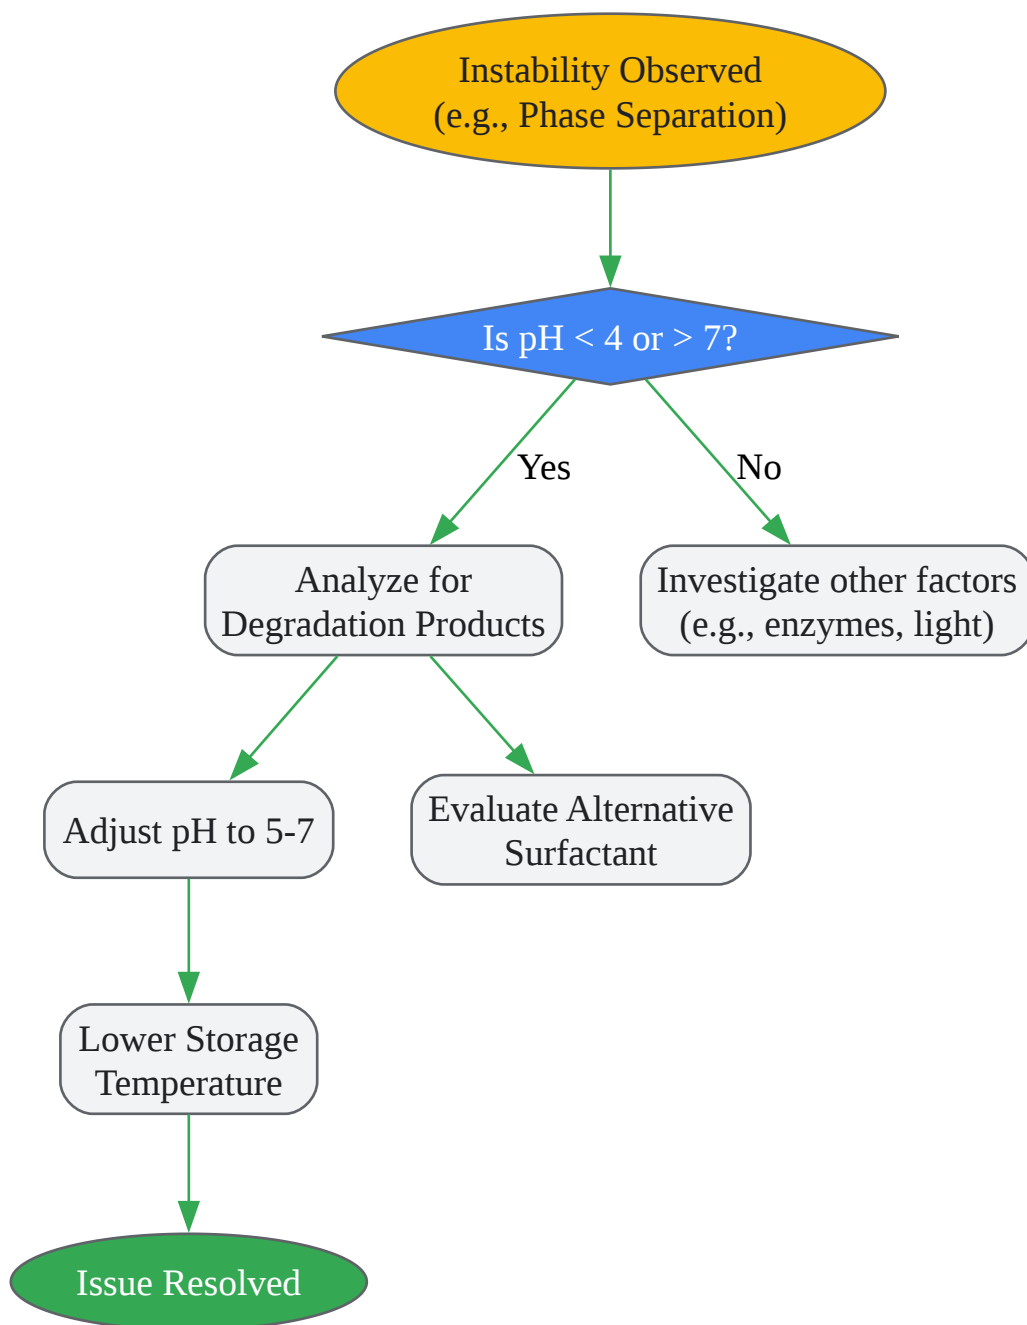 Instability Observed
(e.g., Phase Separation)
Is pH < 4 or > 7?
Yes
No
Analyze for
Degradation Products
Investigate other factors
(e.g., enzymes, light)
Adjust pH to 5-7
Evaluate Alternative
Surfactant
Lower Storage
Temperature
Issue Resolved